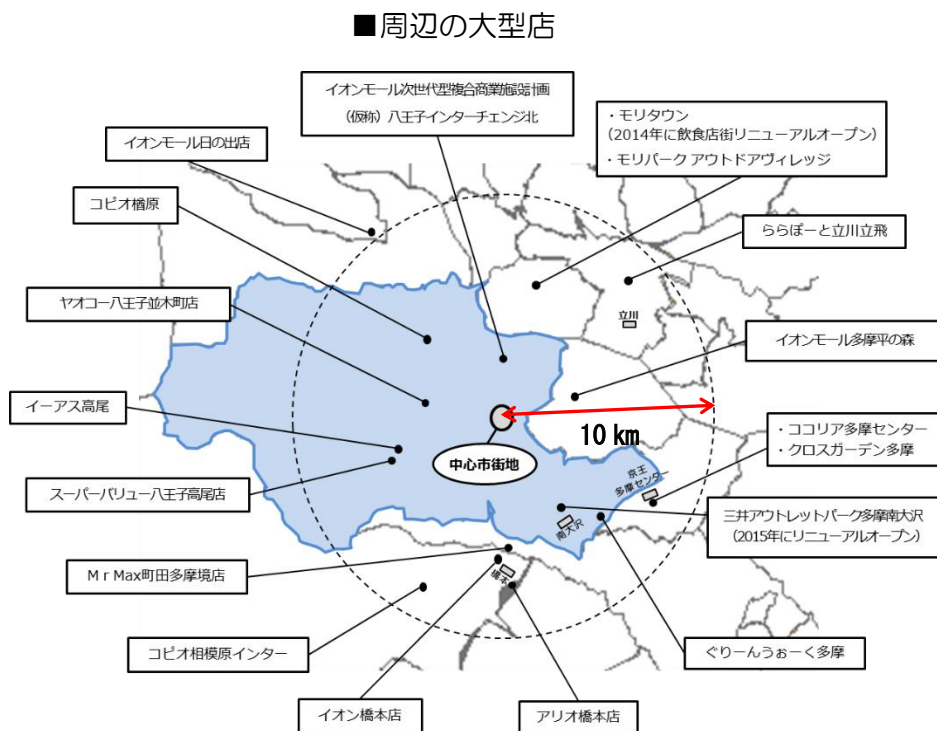 ■周辺の大型店
イオンモール次世代型複合商業施設計画
(仮称)八王子インターチェンジ北
・モリタウン
(2014年に飲食店街リニューアルオープン)
・モリパーク アウトドアヴィレッジ
イオンモール日の出店
コピオ楢原
ららぽーと立川立飛
ヤオコー八王子並木町店
立川
イオンモール多摩平の森
イーアス高尾
10 km
・ココリア多摩センター
・クロスガーデン多摩
中心市街地
京王
多摩センター
スーパーバリュー八王子高尾店
三井アウトレットパーク多摩南大沢
(2015年にリニューアルオープン)
南大沢
Mr Max町田多摩境店
橋本
コピオ相模原インター
ぐりーんうぉーく多摩
イオン橋本店
アリオ橋本店